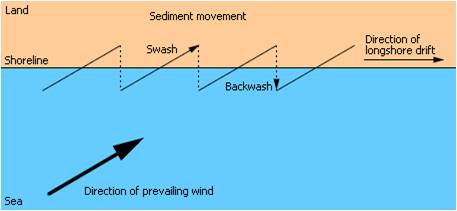 Land
Sediment movement
Swash
Direction of
longshore drift
Shoreline
Backwash
Direction of prevailing wind
Sea